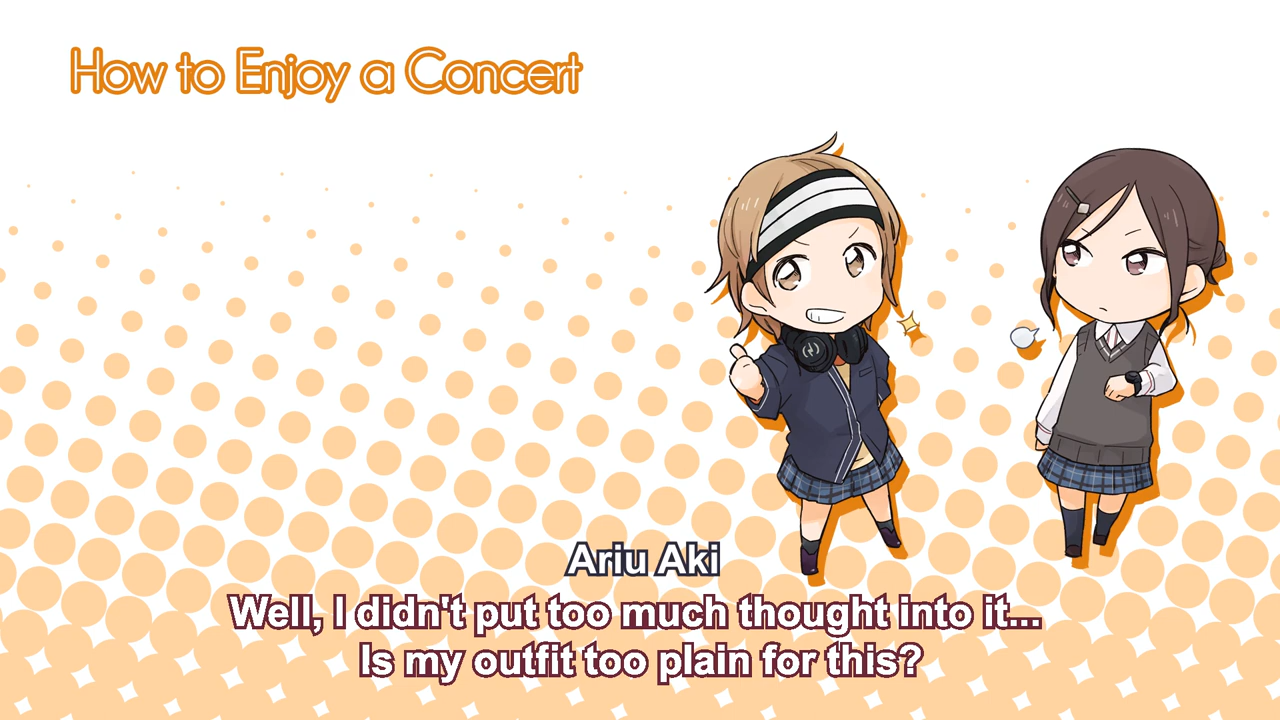 How to Enjoy a Concert
Ariu Aki
Well, I didn't put too much thought into it...
Is my outfit too plain for this?